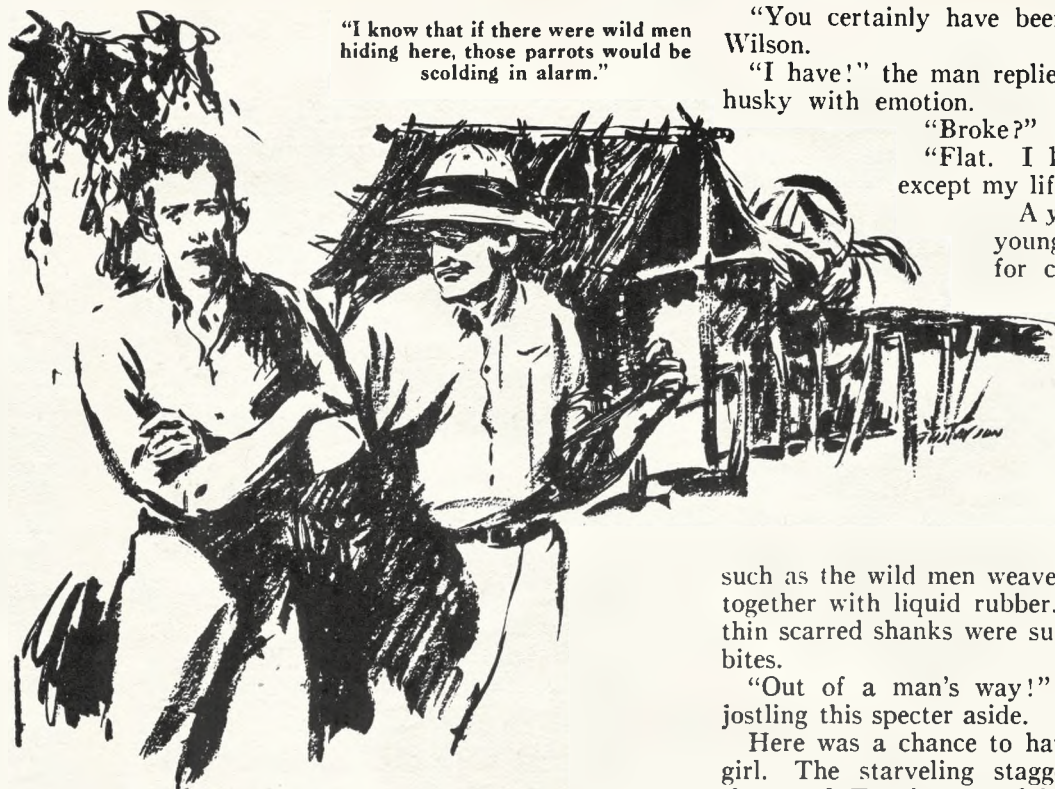 "I know that if there were wild men
hiding here, those parrots would be
scolding in alarm."
"You certainly have been
Wilson.
"I have!" the man replie
husky with emotion.
"Broke?"
"Flat. I
except my lif
A y
young
for c
such as the wild men weave
together with liquid rubber.
thin scarred shanks were su
bites.
"Out of a man's way!"
jostling this specter aside.
Here was a chance to ha
girl. The starveling stagg